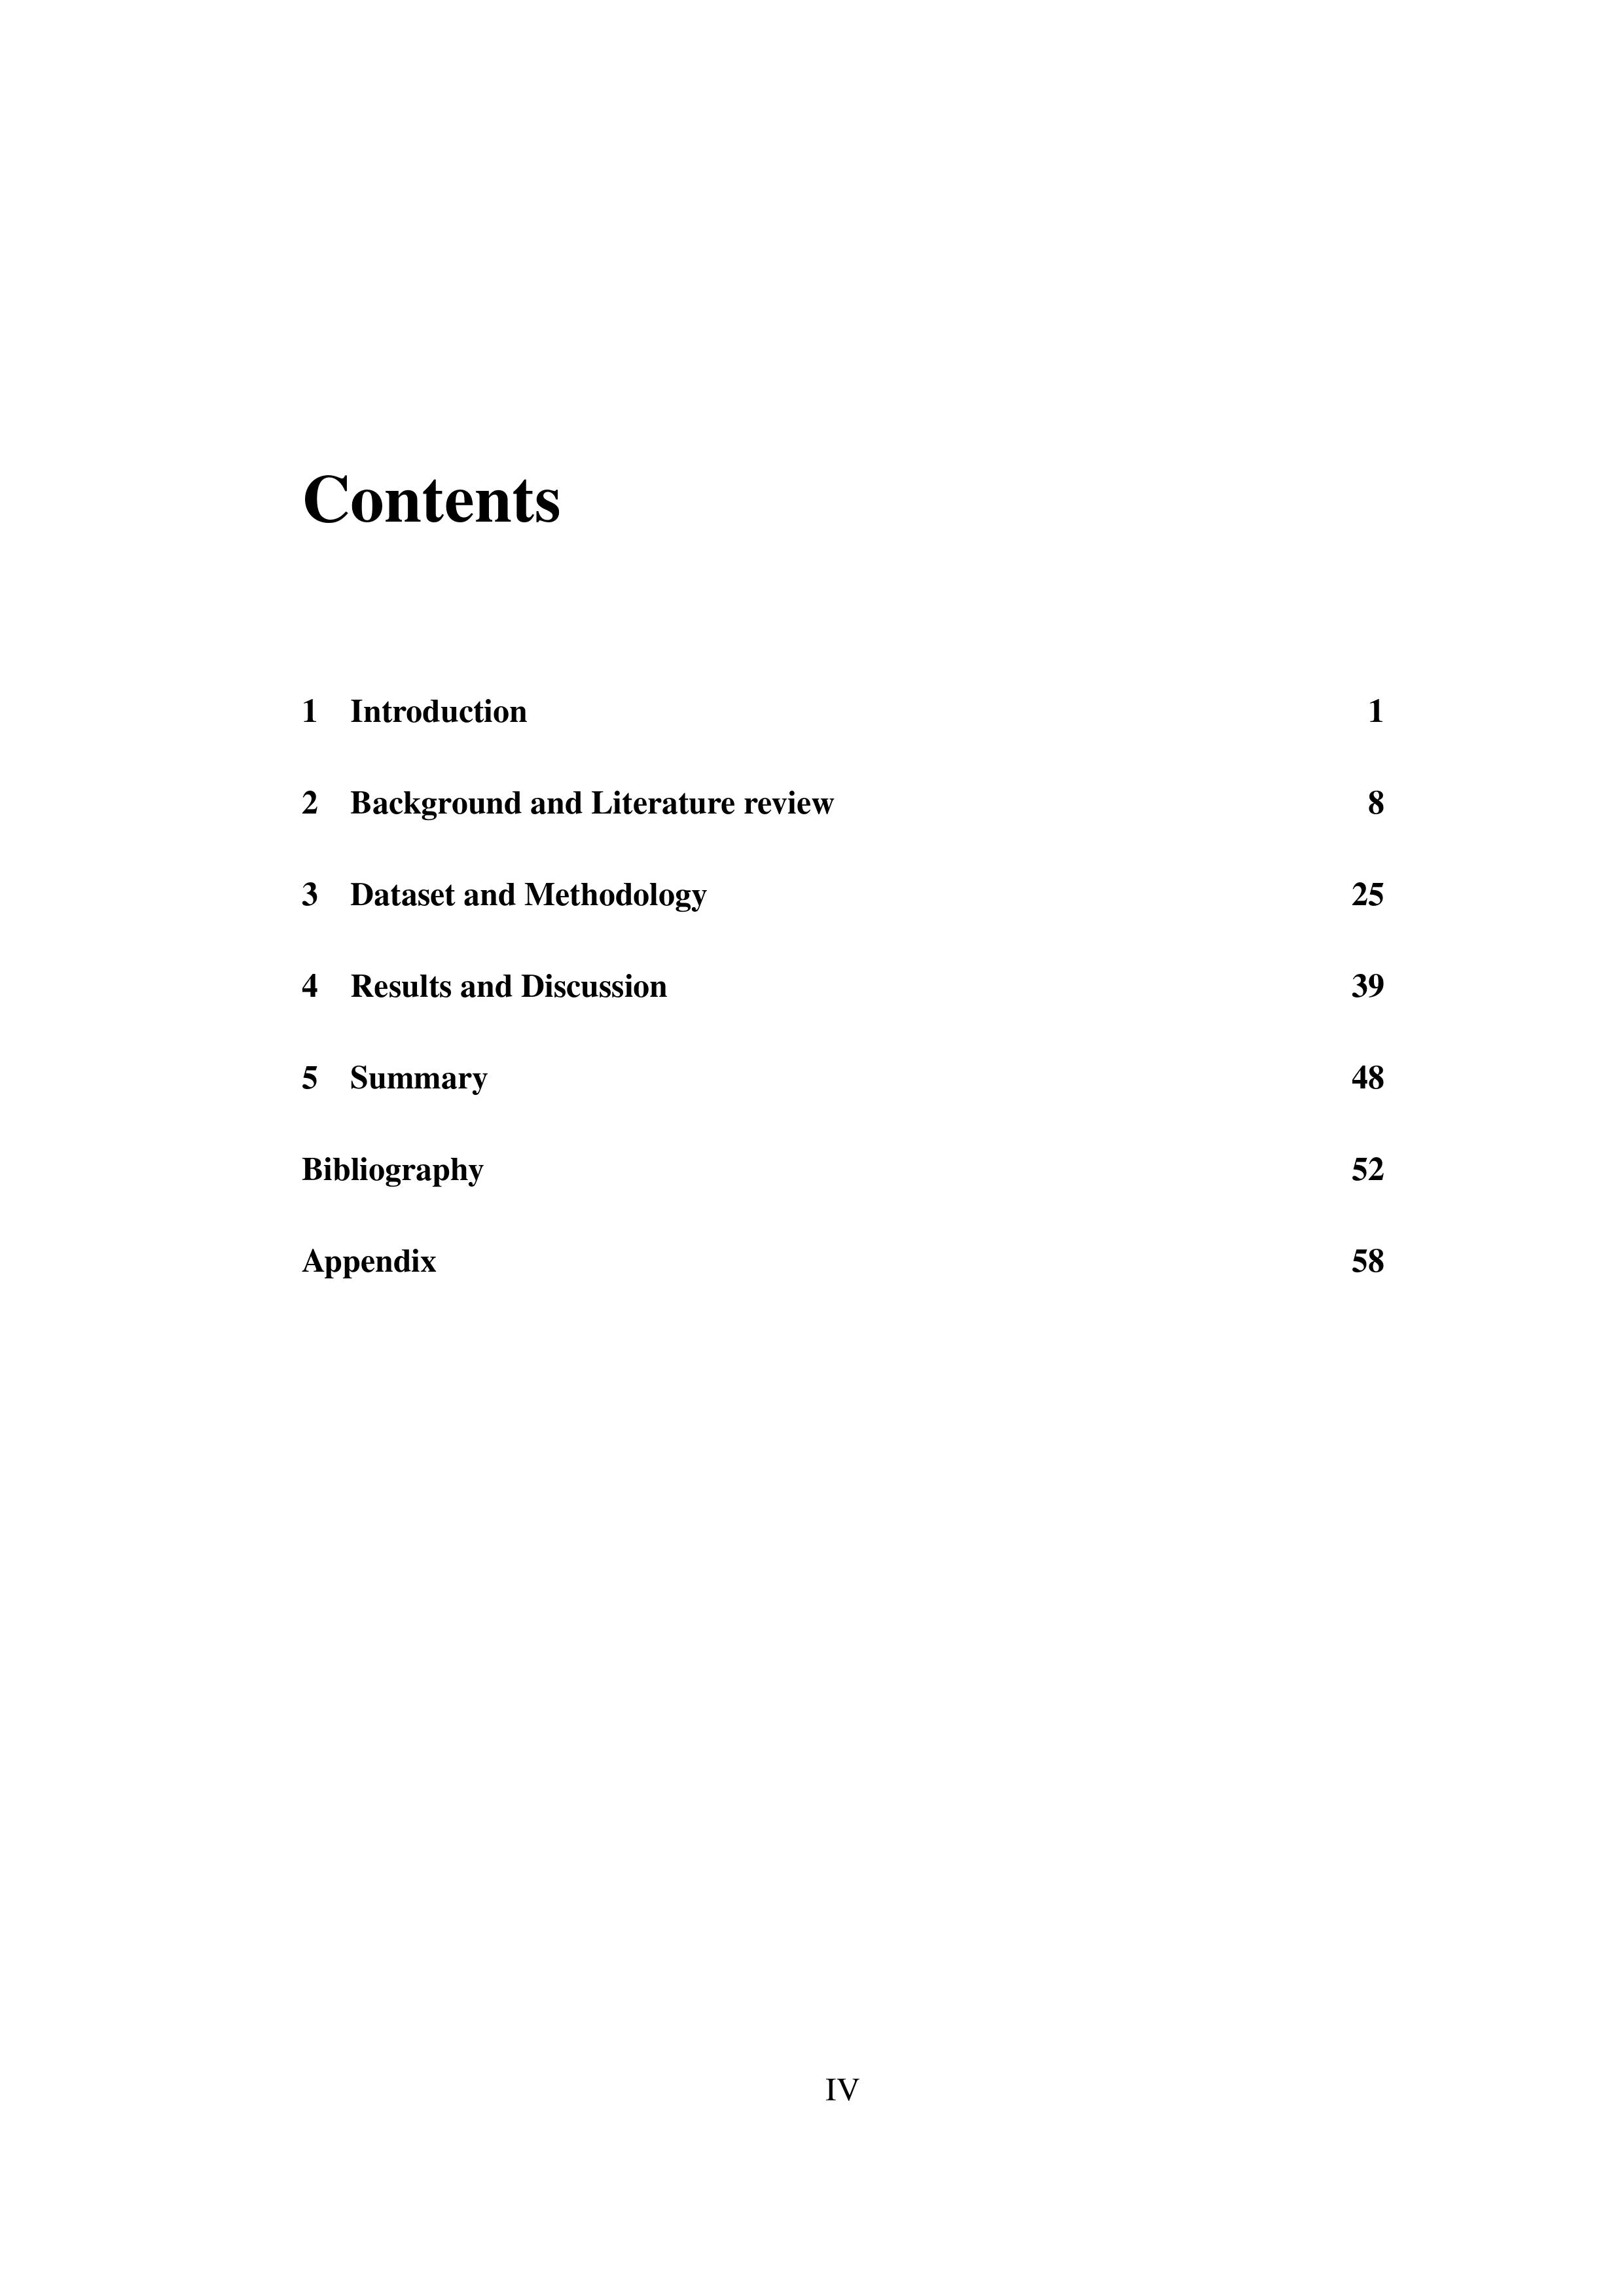 Contents
1 Introduction 1
2 Background and Literature review 8
3 Dataset and Methodology 25
4 Results and Discussion 39
5 Summary 48
Bibliography 52
Appendix 58
IV